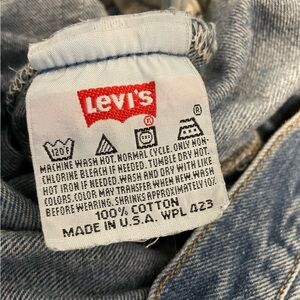 LEVI'S
®
120F
®
MACHINE WASH HOT. NORMAL CYCLE. ONLY NON-
CHLORINE BLEACH IF NEEDED. TUMBLE DRY HOT.
HOT IRON IF NEEDED. WASH AND DRY WITH LIKE
COLORS. COLOR MAY TRANSFER WHEN NEW. WASH
BEFORE WEARING, SHRINKS APPROXIMATELY 10%
100% COTTON
MADE IN U.S.A. WPL 423